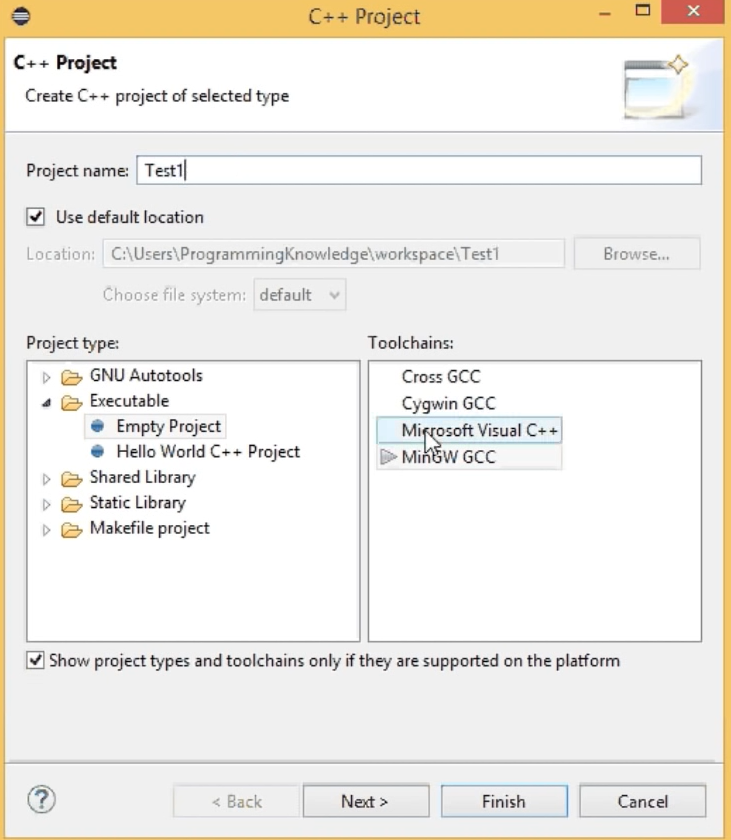 C++ Project
C++ Project
Create C++ project of selected type
Project name: Test1
Use default location
Location: C:\Users\ProgrammingKnowledge\workspace\Test1 Browse...
Choose file system: default
Project type: Toolchains:
GNU Autotools
Executable
Empty Project
Hello World C++ Project
Shared Library
Static Library
Makefile project
Cross GCC
Cygwin GCC
Microsoft Visual C++
MinGW GCC
Show project types and toolchains only if they are supported on the platform
? < Back Next > Finish Cancel